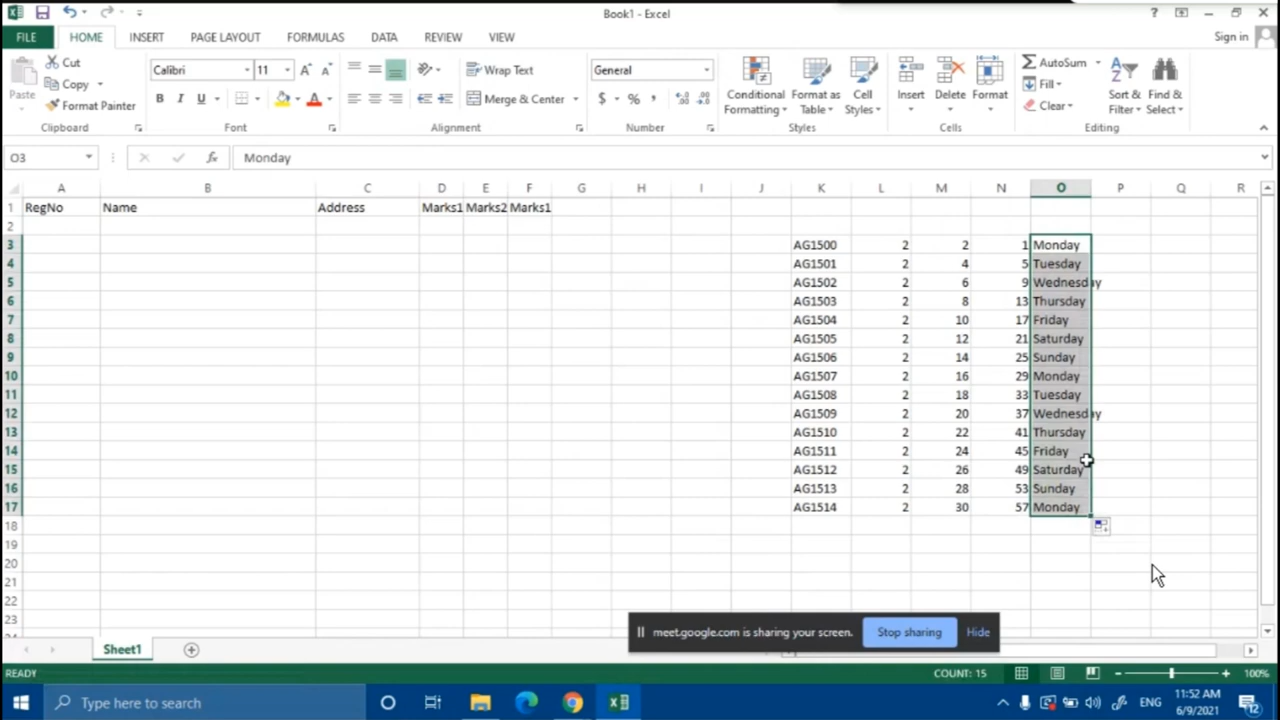 Book1 - Excel
?
FILE HOME INSERT PAGE LAYOUT FORMULAS DATA REVIEW VIEW Sign in
Paste Cut Copy Format Painter Clipboard
Calibri 11 A A B I U A Font
Wrap Text Merge & Center Alignment
General $ % , Number
Conditional Formatting Format as Table Cell Styles Styles
Insert Delete Format Cells
AutoSum Fill Clear Sort & Filter Find & Select Editing
O3 fx Monday
A B C D E F G H I J K L M N O P Q R
1 RegNo Name Address Marks1 Marks2 Marks1
2
3 AG1500 2 2 1 Monday
4 AG1501 2 4 5 Tuesday
5 AG1502 2 6 9 Wednesday
6 AG1503 2 8 13 Thursday
7 AG1504 2 10 17 Friday
8 AG1505 2 12 21 Saturday
9 AG1506 2 14 25 Sunday
10 AG1507 2 16 29 Monday
11 AG1508 2 18 33 Tuesday
12 AG1509 2 20 37 Wednesday
13 AG1510 2 22 41 Thursday
14 AG1511 2 24 45 Friday
15 AG1512 2 26 49 Saturday
16 AG1513 2 28 53 Sunday
17 AG1514 2 30 57 Monday
18
19
20
21
22
23
meet.google.com is sharing your screen. Stop sharing Hide
Sheet1
READY COUNT: 15 100%
Type here to search ENG 11:52 AM
6/9/2021 12